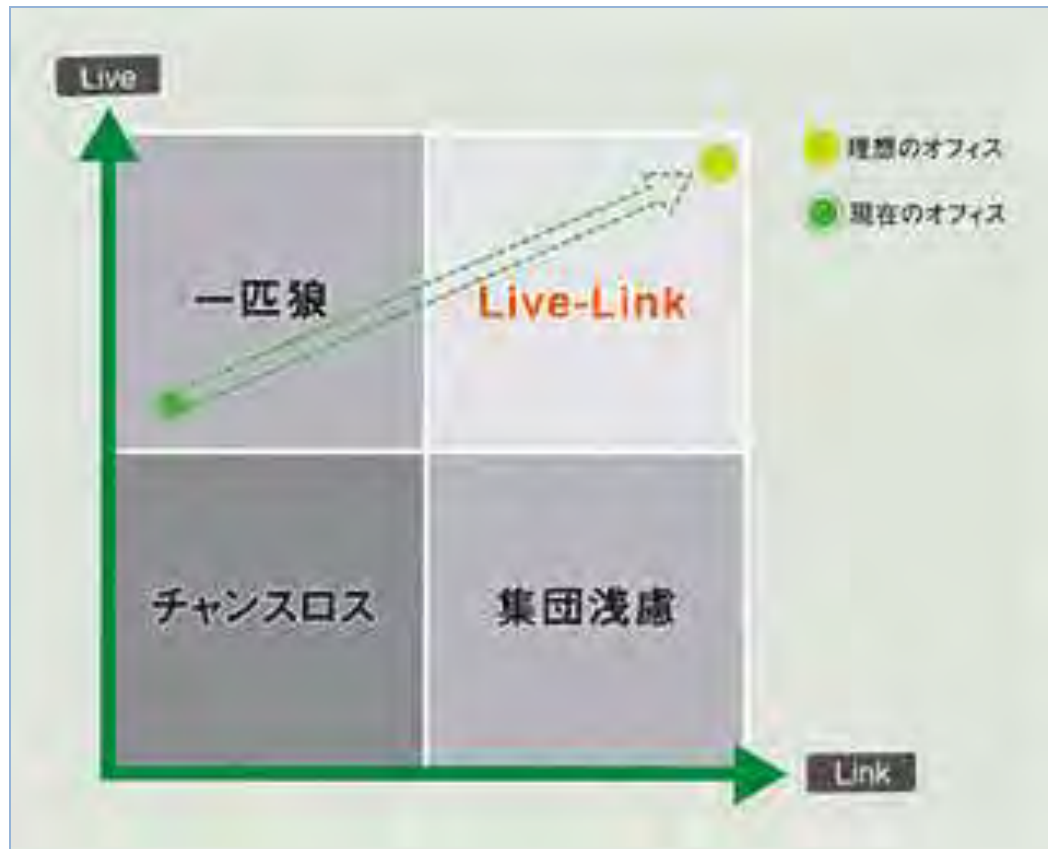 Live
理想のオフィス
現在のオフィス
一匹狼
Live-Link
チャンスロス
集団浅慮
Link